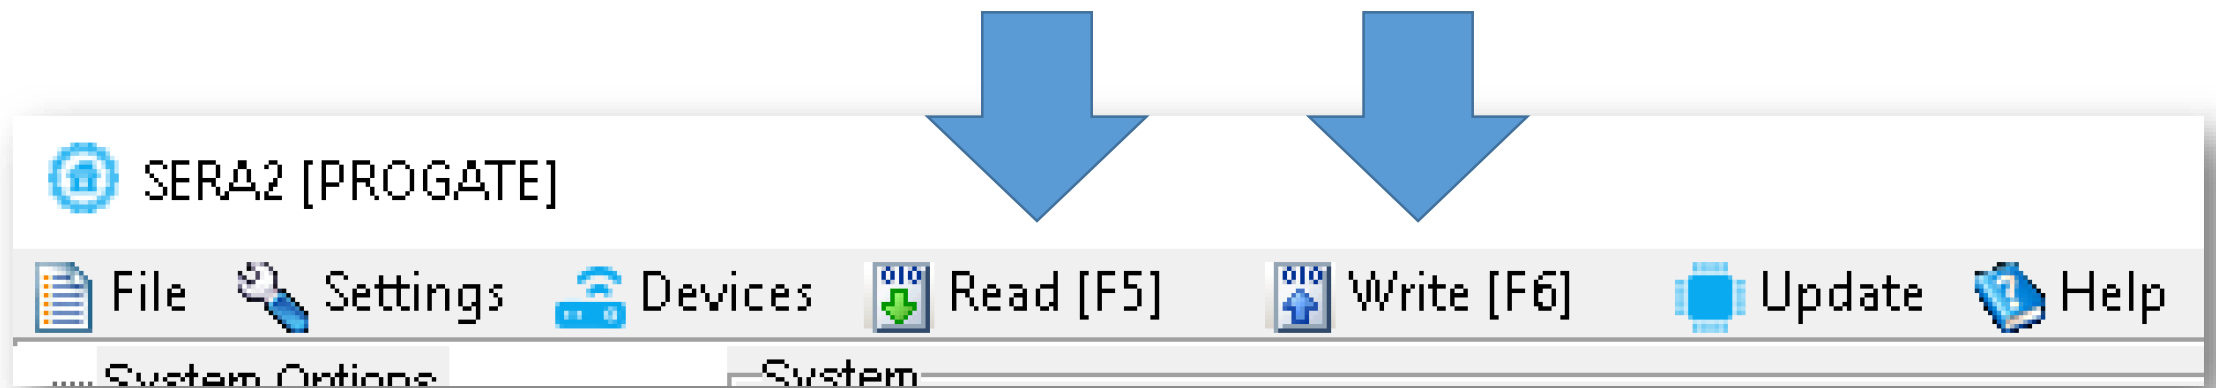 SERA2 [PROGATE]
File Settings Devices Read [F5] Write [F6] Update Help
System Options System